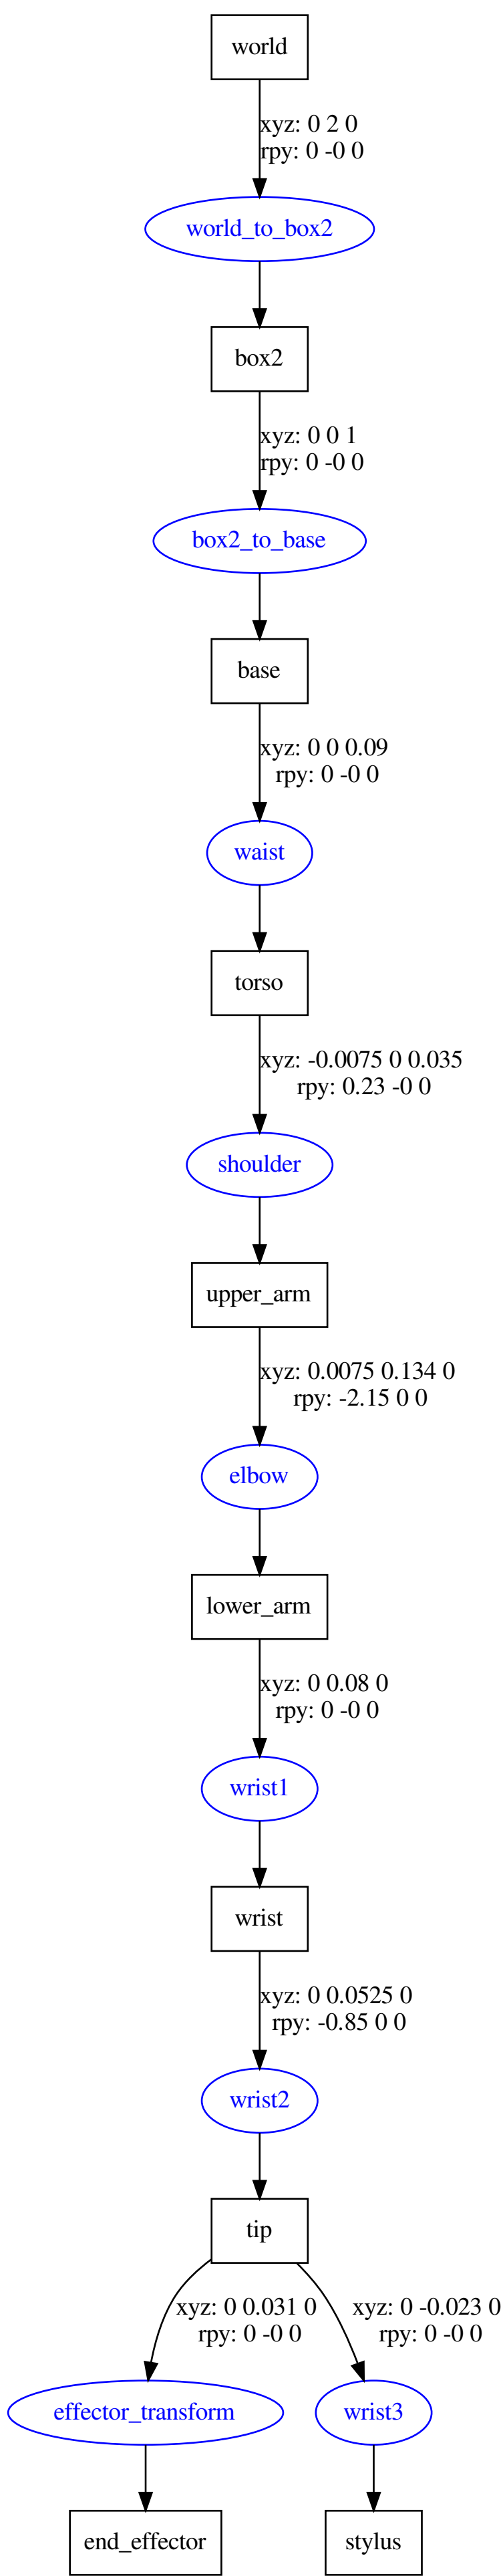 world
xyz: 0 2 0
rpy: 0 -0 0
world_to_box2
box2
xyz: 0 0 1
rpy: 0 -0 0
box2_to_base
base
xyz: 0 0 0.09
rpy: 0 -0 0
waist
torso
xyz: -0.0075 0 0.035
rpy: 0.23 -0 0
shoulder
upper_arm
xyz: 0.0075 0.134 0
rpy: -2.15 0 0
elbow
lower_arm
xyz: 0 0.08 0
rpy: 0 -0 0
wrist1
wrist
xyz: 0 0.0525 0
rpy: -0.85 0 0
wrist2
tip
xyz: 0 0.031 0
rpy: 0 -0 0
xyz: 0 -0.023 0
rpy: 0 -0 0
effector_transform
wrist3
end_effector
stylus